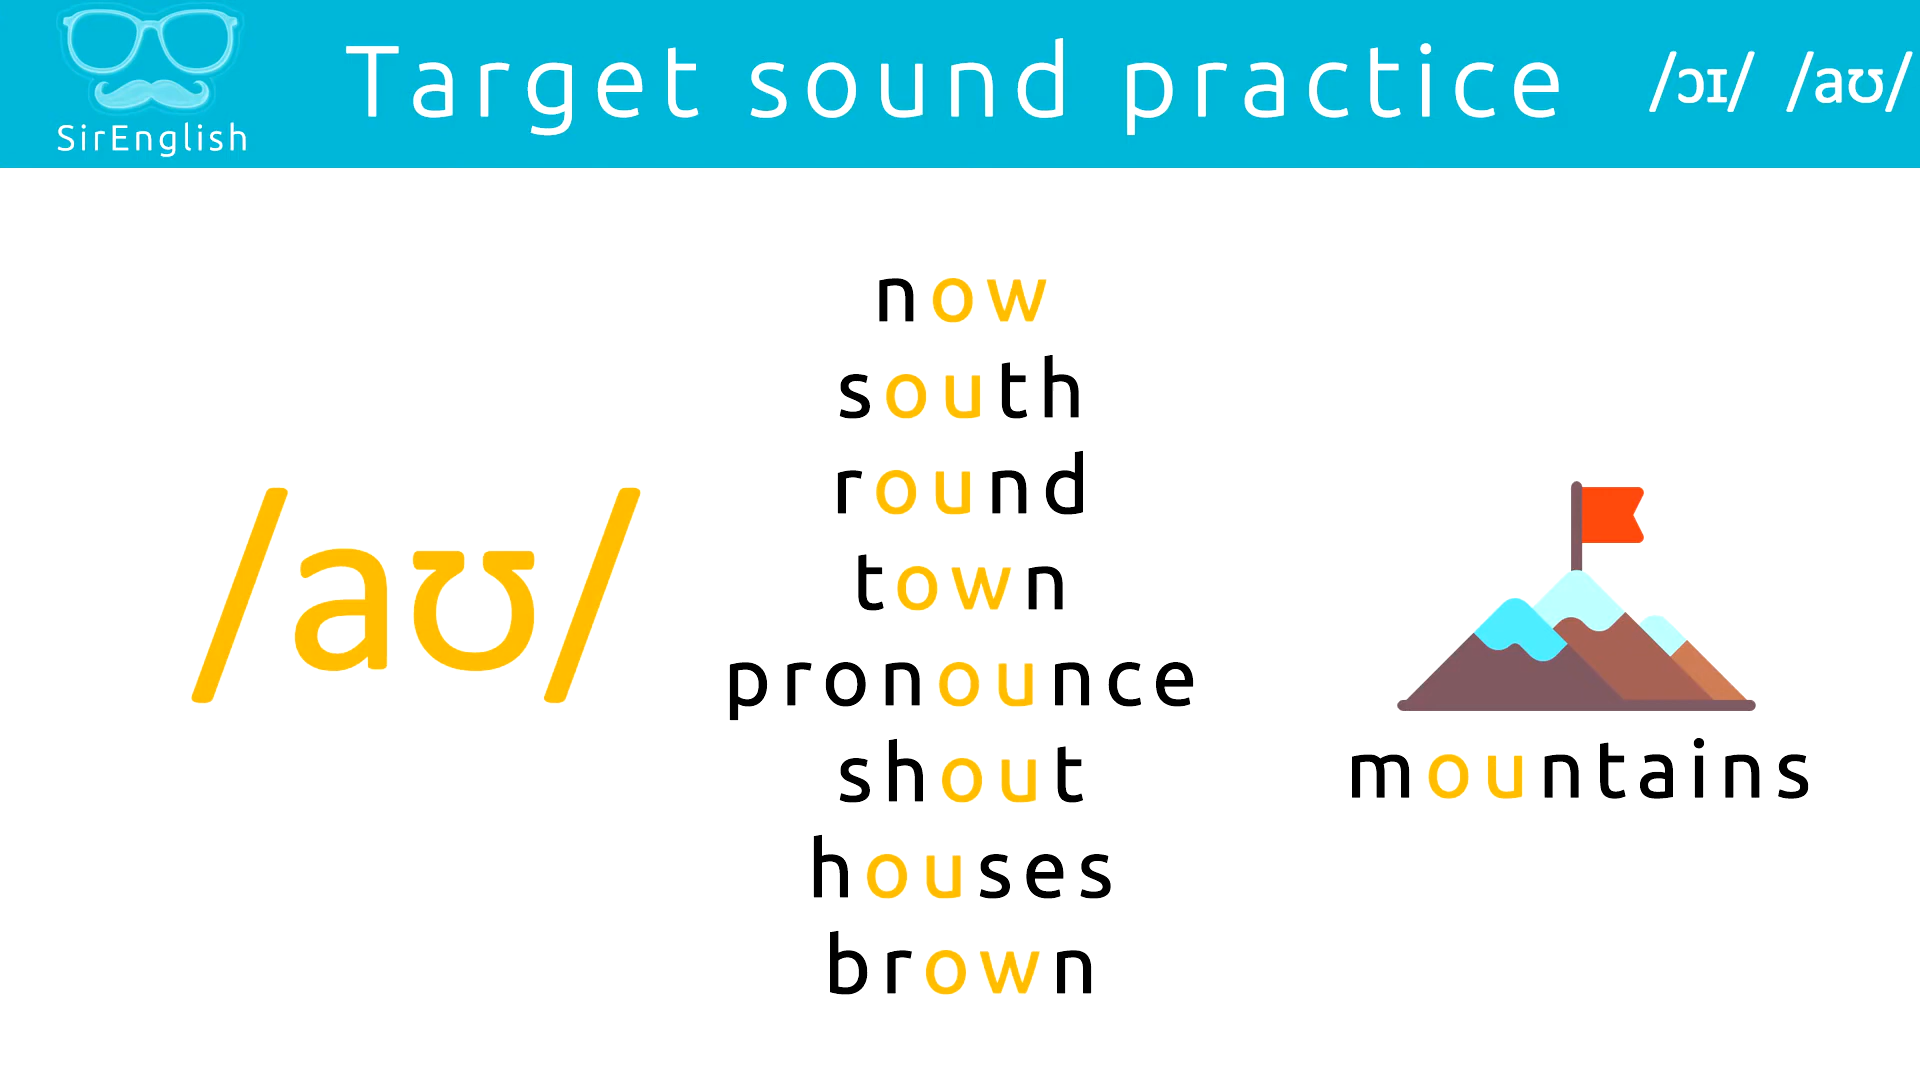 SirEnglish
Target sound practice /ɔɪ/ /aʊ/
now
south
round
town
pronounce
shout
houses
brown
/aʊ/
mountains